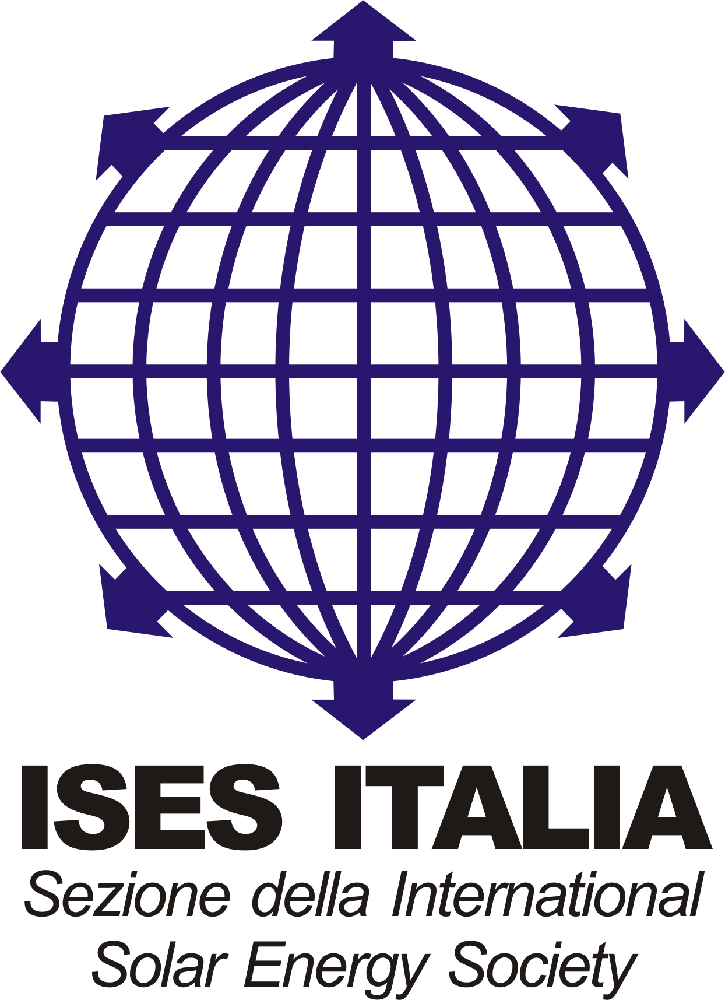 ISES ITALIA
Sezione della International
Solar Energy Society